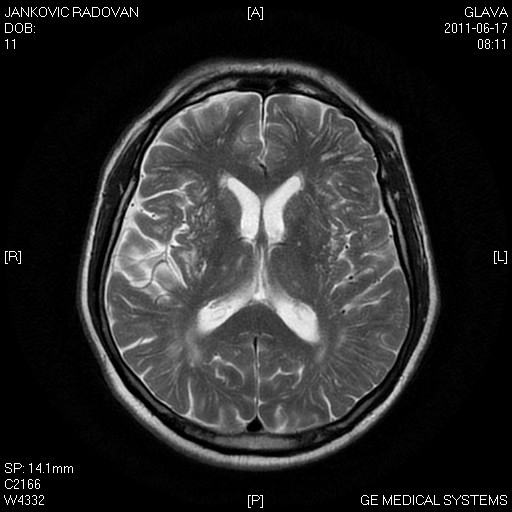 JANKOVIC RADOVAN
DOB:
11
[A]
GLAVA
2011-06-17
08:11
[R]
[L]
SP: 14.1mm
C2166
W4332
[P]
GE MEDICAL SYSTEMS